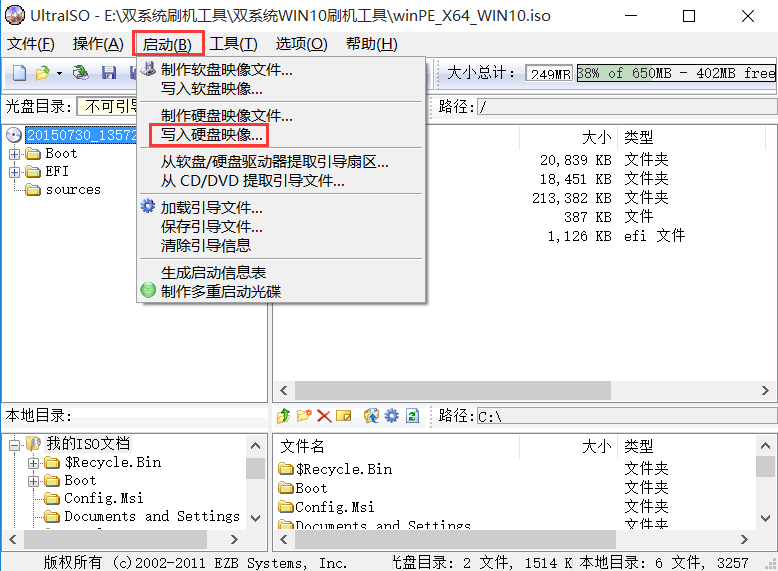 UltraISO - E:\双系统刷机工具\双系统WIN10刷机工具\winPE_X64_WIN10.iso
文件(F) 操作(A) 启动(B) 工具(T) 选项(O) 帮助(H)
大小总计: 249MB 38% of 650MB - 402MB free
光盘目录: 不可引导 路径: /
制作软盘映像文件...
写入软盘映像...
制作硬盘映像文件...
写入硬盘映像...
从软盘/硬盘驱动器提取引导扇区...
从 CD/DVD 提取引导文件...
加载引导文件...
保存引导文件...
清除引导信息
生成启动信息表
制作多重启动光碟
20150730_13572
Boot
EFI
sources
大小 类型
20,839 KB 文件夹
18,451 KB 文件夹
213,382 KB 文件夹
387 KB 文件
1,126 KB efi 文件
本地目录: 路径: C:\
我的ISO文档
$Recycle.Bin
Boot
Config.Msi
Documents and Settings
文件名 大小 类型
$Recycle.Bin 文件夹
Boot 文件夹
Config.Msi 文件夹
Documents and Settings 文件夹
版权所有 (c)2002-2011 EZB Systems, Inc. 光盘目录: 2 文件, 1514 K 本地目录: 6 文件, 3257